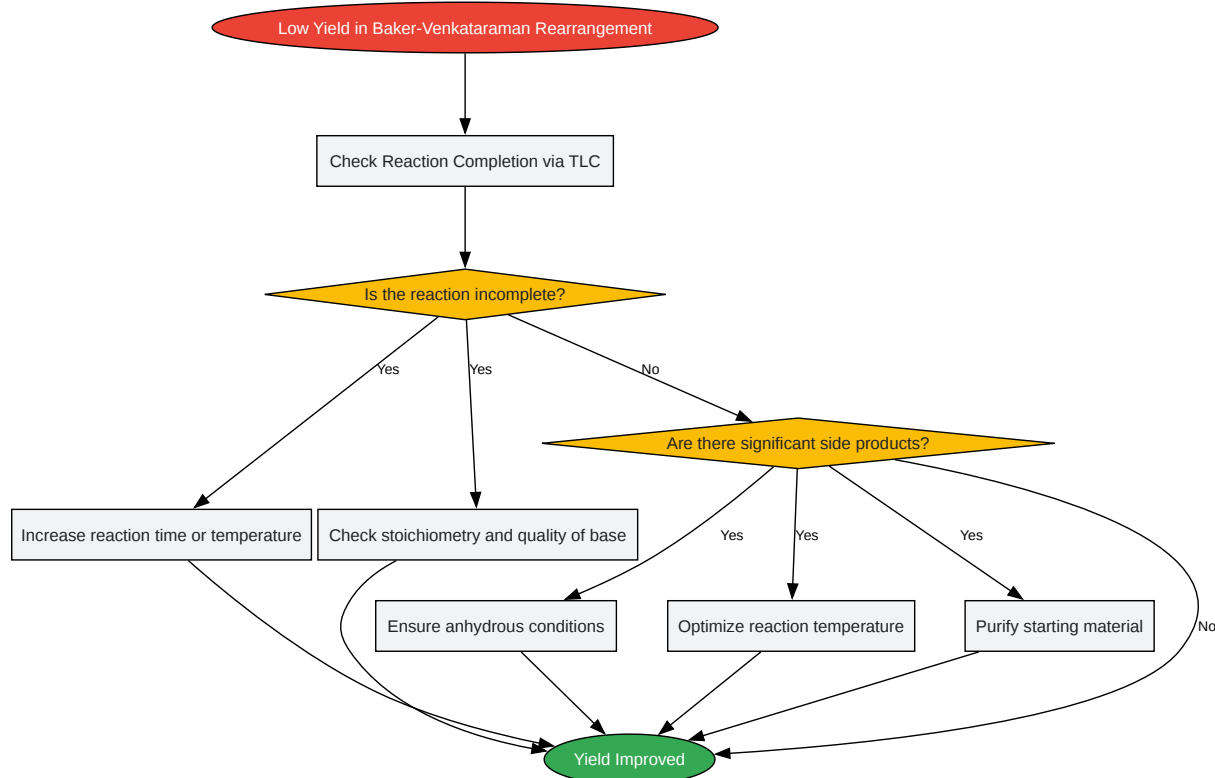 Low Yield in Baker-Venkataraman Rearrangement
Check Reaction Completion via TLC
Is the reaction incomplete?
Yes
Yes
No
Are there significant side products?
Increase reaction time or temperature
Check stoichiometry and quality of base
Yes
Yes
Yes
Ensure anhydrous conditions
Optimize reaction temperature
Purify starting material
No
Yield Improved